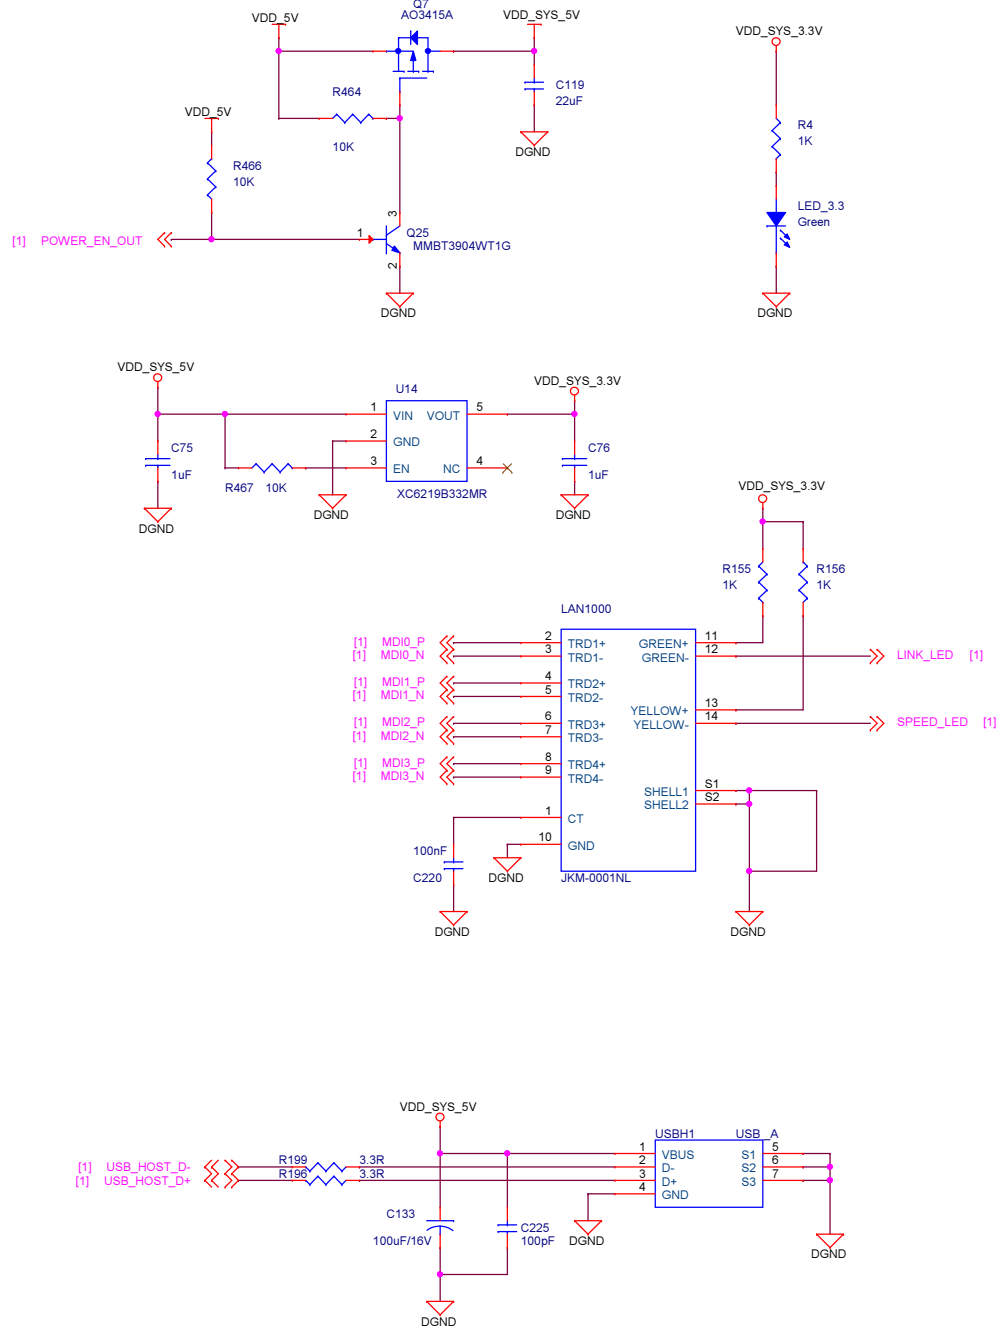 Q7
AO3415A
VDD_5V
VDD_SYS_5V
R464
10K
C119
22uF
DGND
VDD_5V
R466
10K
[1] POWER_EN_OUT
1
3
2
Q25
MMBT3904WT1G
DGND
VDD_SYS_3.3V
R4
1K
LED_3.3
Green
DGND
VDD_SYS_5V
C75
1uF
DGND
R467 10K
U14
1 VIN VOUT 5
2 GND
3 EN NC 4
XC6219B332MR
DGND
VDD_SYS_3.3V
C76
1uF
DGND
VDD_SYS_3.3V
R155
1K
R156
1K
LAN1000
[1] MDI0_P 2 TRD1+ GREEN+ 11
[1] MDI0_N 3 TRD1- GREEN- 12 LINK_LED [1]
[1] MDI1_P 4 TRD2+
[1] MDI1_N 5 TRD2- YELLOW+ 13
[1] MDI2_P 6 TRD3+ YELLOW- 14 SPEED_LED [1]
[1] MDI2_N 7 TRD3-
[1] MDI3_P 8 TRD4+
[1] MDI3_N 9 TRD4- SHELL1 S1
SHELL2 S2
1 CT
10 GND
JKM-0001NL
100nF
C220
DGND
DGND
DGND
VDD_SYS_5V
USBH1 USB_A
1 VBUS S1 5
[1] USB_HOST_D- R199 3.3R 2 D- S2 6
[1] USB_HOST_D+ R196 3.3R 3 D+ S3 7
4 GND
C133
100uF/16V
C225
100pF
DGND
DGND
DGND